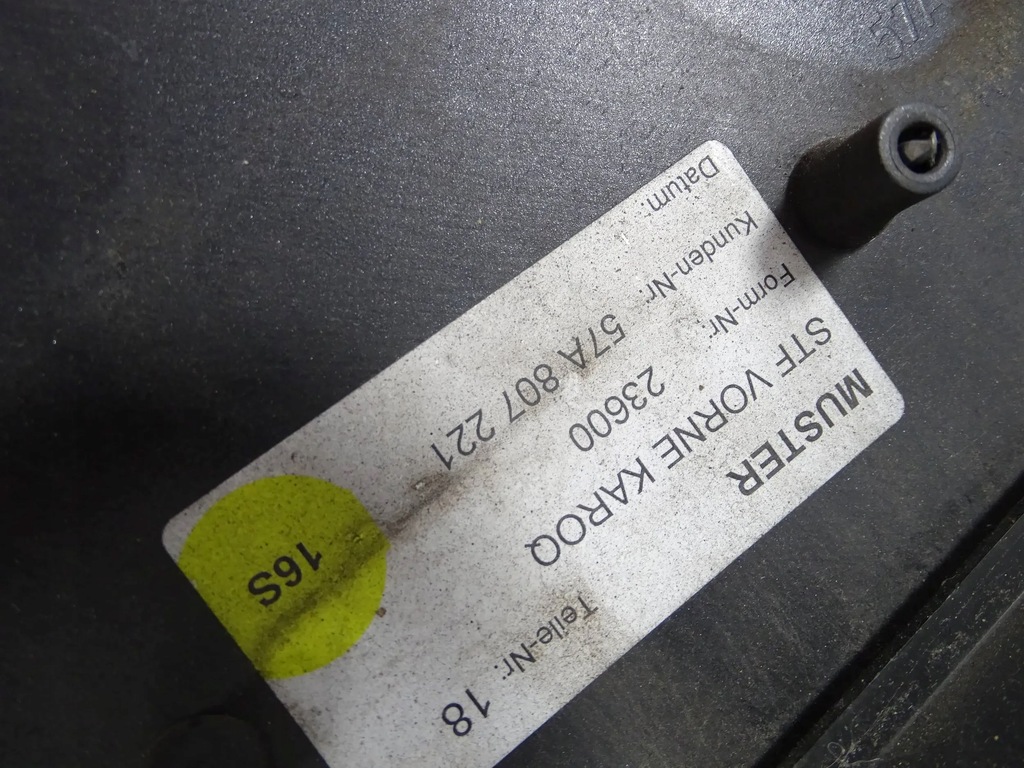 MUSTER
STF VORNE KAROQ
Form-Nr.: 23600
Kunden-Nr: 57A 807 221
Datum:
Teile-Nr: 18
16S